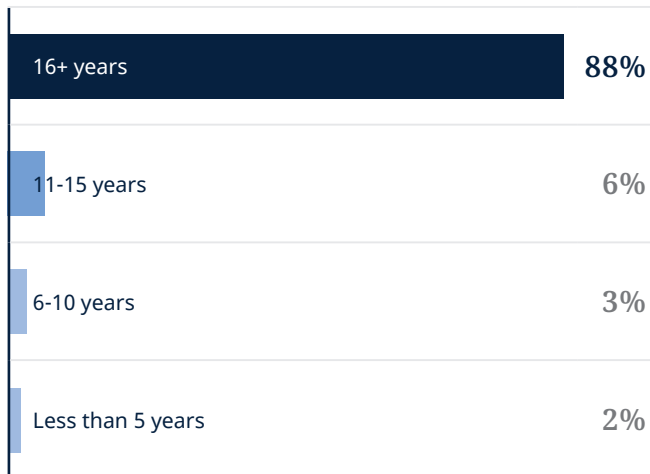 16+ years 88%
11-15 years 6%
6-10 years 3%
Less than 5 years 2%